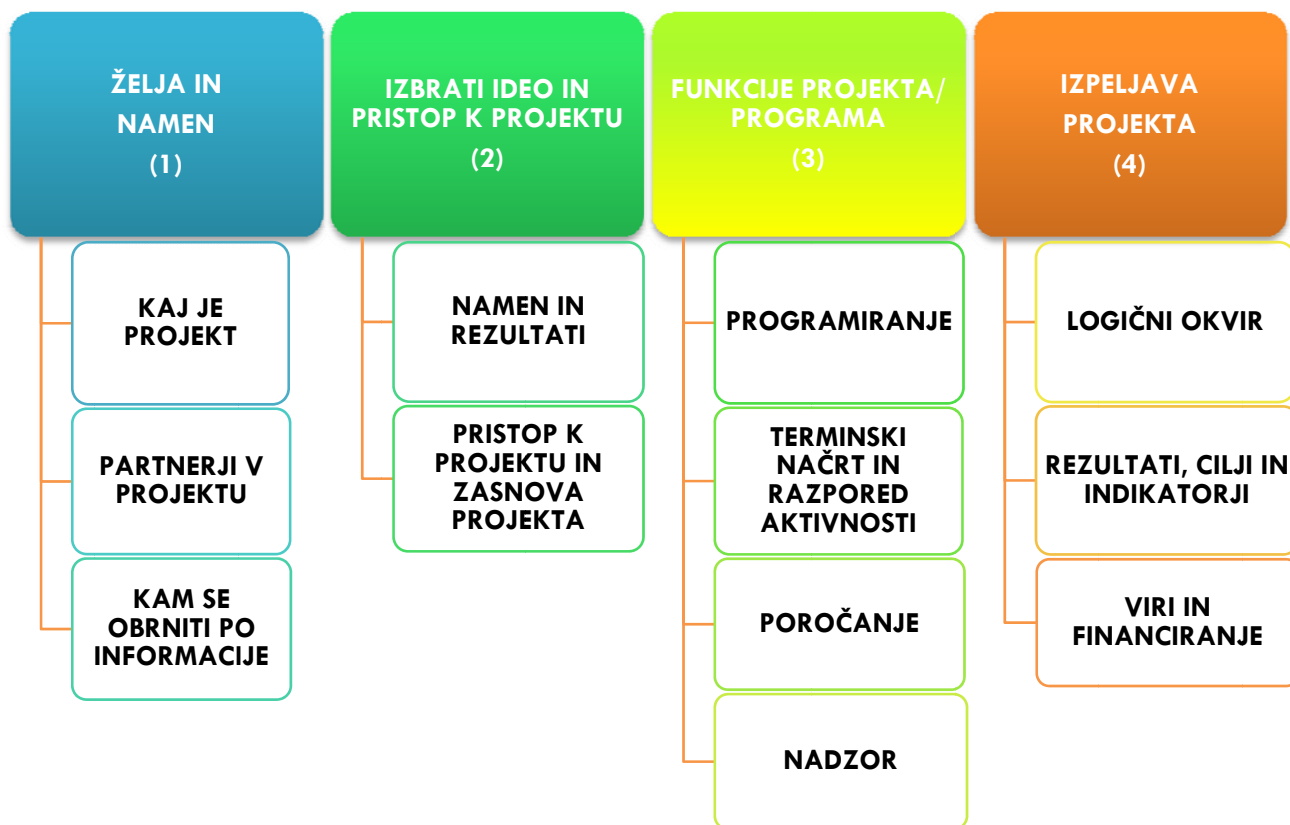 ŽELJA IN
NAMEN
(1)
KAJ JE
PROJEKT
PARTNERJI V
PROJEKTU
KAM SE
OBRNITI PO
INFORMACIJE
IZBRATI IDEO IN
PRISTOP K PROJEKTU
(2)
NAMEN IN
REZULTATI
PRISTOP K
PROJEKTU IN
ZASNOVA
PROJEKTA
FUNKCIJE PROJEKTA/
PROGRAMA
(3)
PROGRAMIRANJE
TERMINSKI
NAČRT IN
RAZPORED
AKTIVNOSTI
POROČANJE
NADZOR
IZPELJAVA
PROJEKTA
(4)
LOGIČNI OKVIR
REZULTATI, CILJI IN
INDIKATORJI
VIRI IN
FINANCIRANJE